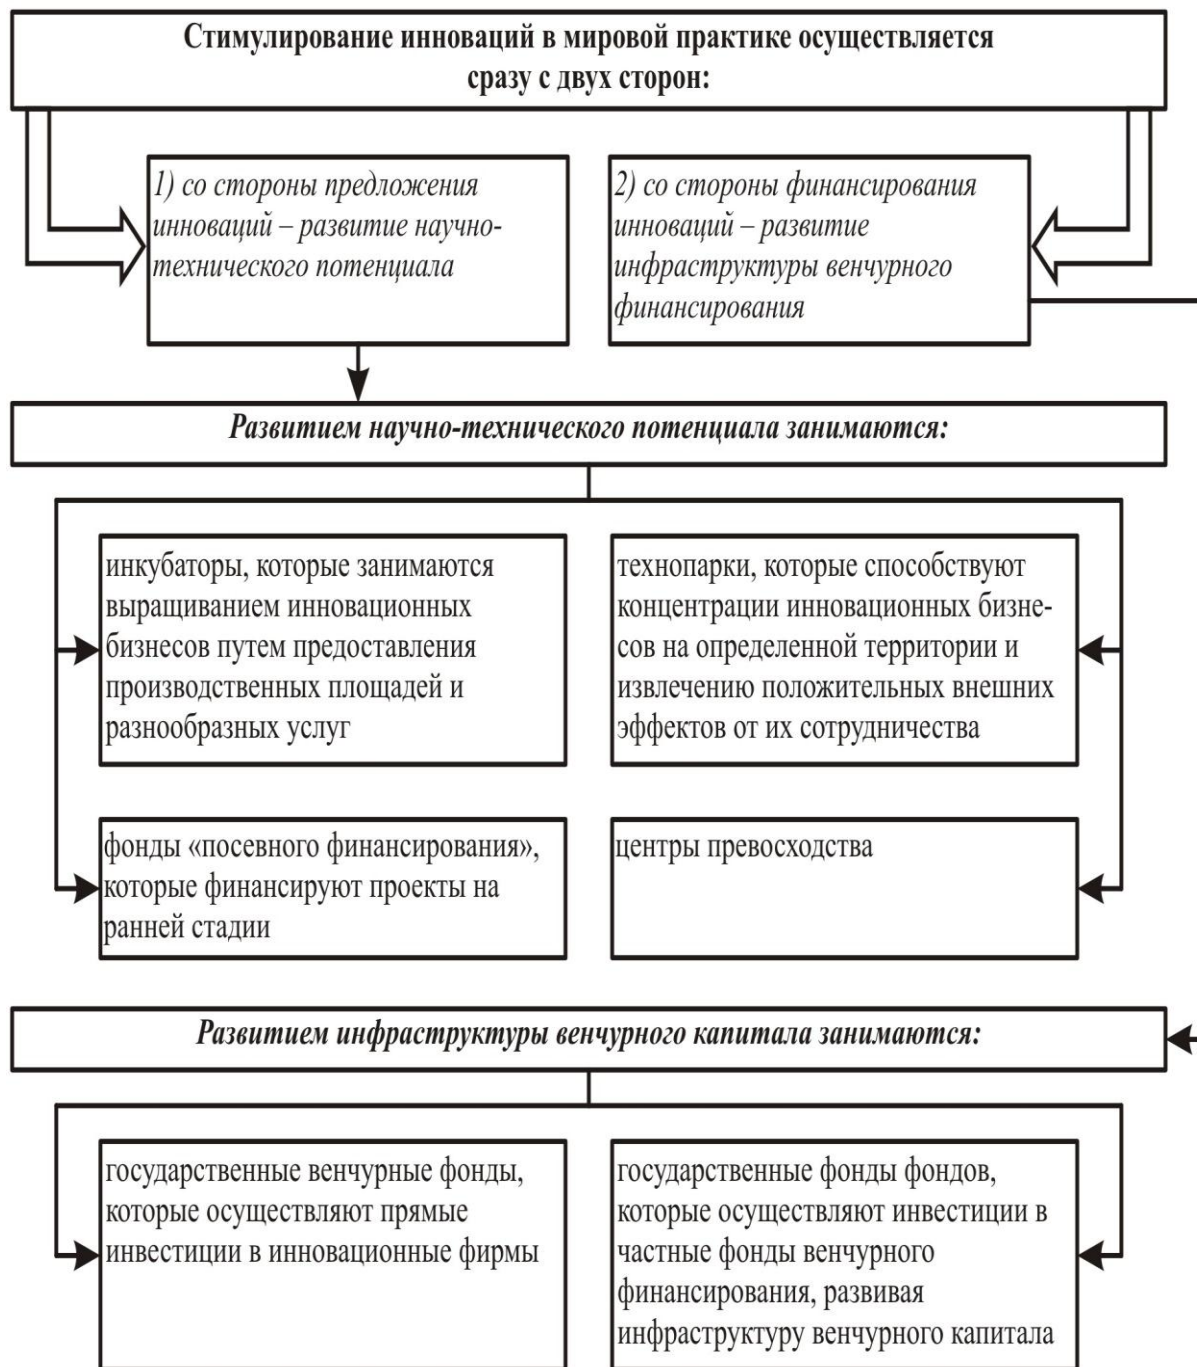 Стимулирование инноваций в мировой практике осуществляется
сразу с двух сторон:
1) со стороны предложения
инноваций – развитие научно-
технического потенциала
2) со стороны финансирования
инноваций – развитие
инфраструктуры венчурного
финансирования
Развитием научно-технического потенциала занимаются:
инкубаторы, которые занимаются
выращиванием инновационных
бизнесов путем предоставления
производственных площадей и
разнообразных услуг
технопарки, которые способствуют
концентрации инновационных бизне-
сов на определенной территории и
извлечению положительных внешних
эффектов от их сотрудничества
фонды «посевного финансирования»,
которые финансируют проекты на
ранней стадии
центры превосходства
Развитием инфраструктуры венчурного капитала занимаются:
государственные венчурные фонды,
которые осуществляют прямые
инвестиции в инновационные фирмы
государственные фонды фондов,
которые осуществляют инвестиции в
частные фонды венчурного
финансирования, развивая
инфраструктуру венчурного капитала